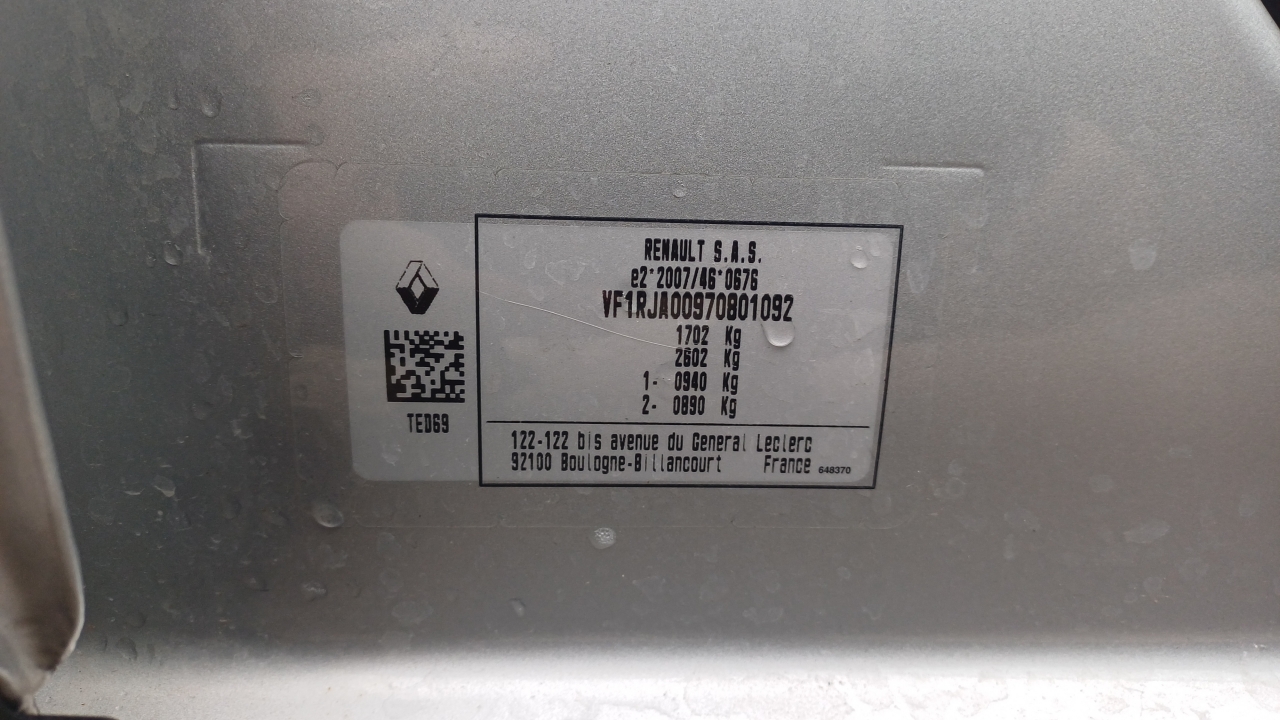 RENAULT S.A.S.
e2*2007/46*0676
VF1RJA00970801092
1702 Kg
2602 Kg
1- 0940 Kg
2- 0890 Kg
TED69
122-122 bis avenue du General Leclerc
92100 Boulogne-Billancourt France 648370